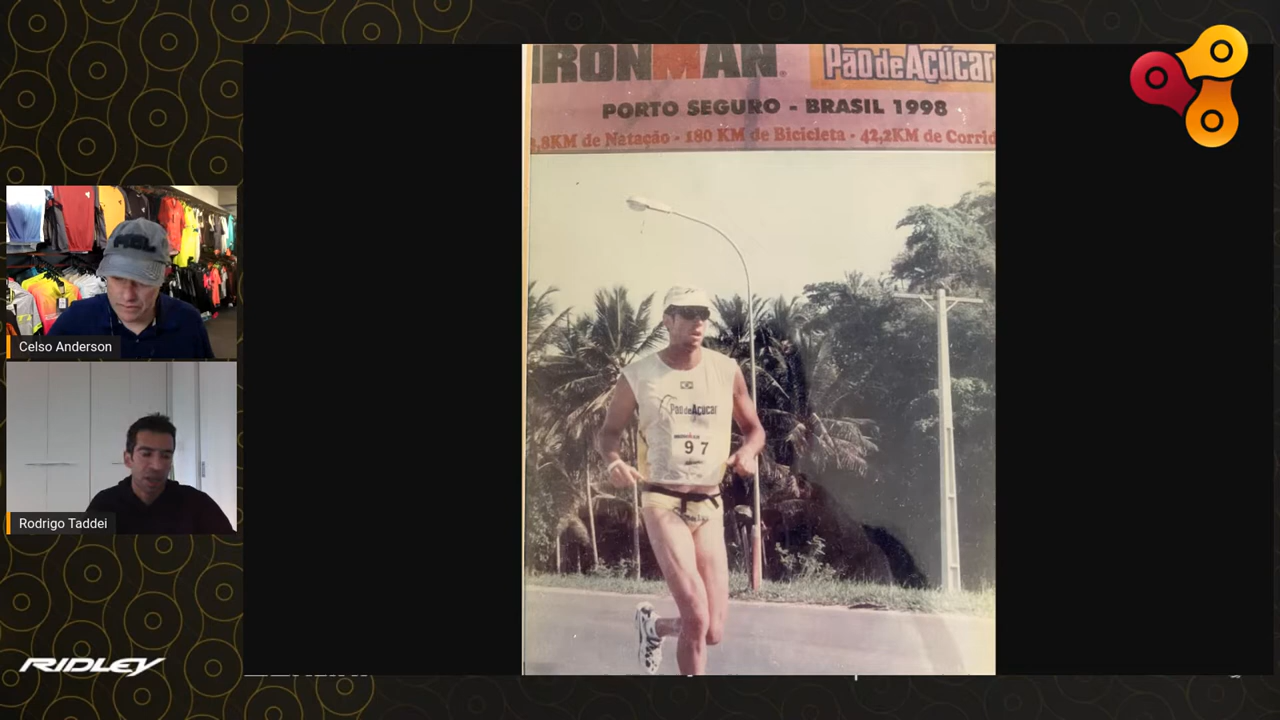 IRONMAN
Pão de Açúcar
PORTO SEGURO - BRASIL 1998
,8KM de Natação - 180 KM de Bicicleta - 42,2KM de Corrid
Pão de Açúcar
IRONMAN
97
Celso Anderson
Rodrigo Taddei
RIDLEY